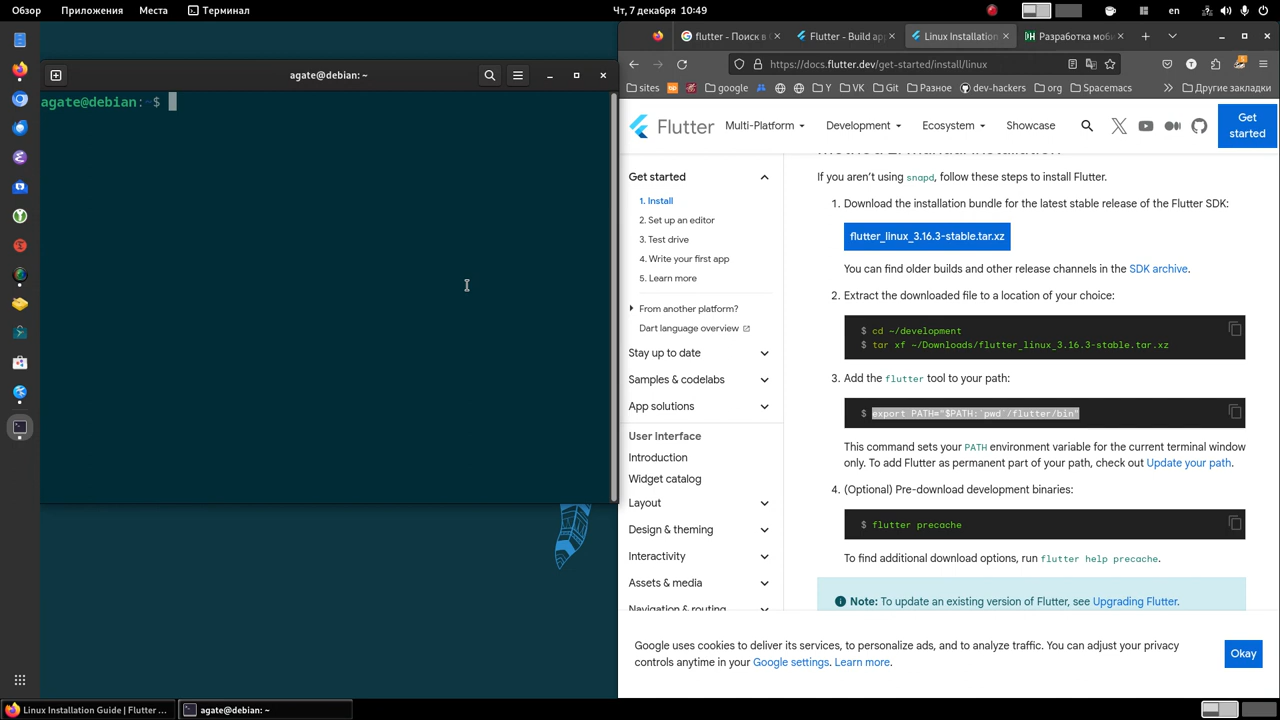 Обзор Приложения Места Терминал Чт, 7 декабря 10:49 en
agate@debian: ~
agate@debian:~$
flutter - Поиск в G
Flutter - Build ap
Linux Installation
Разработка моби
https://docs.flutter.dev/get-started/install/linux
sites google Y VK Git Разное dev-hackers org Spacemacs Другие закладки
Flutter Multi-Platform Development Ecosystem Showcase
Get started
Get started
1. Install
2. Set up an editor
3. Test drive
4. Write your first app
5. Learn more
From another platform?
Dart language overview
Stay up to date
Samples & codelabs
App solutions
User Interface
Introduction
Widget catalog
Layout
Design & theming
Interactivity
Assets & media
Navigation & routing
If you aren't using snapd, follow these steps to install Flutter.
1. Download the installation bundle for the latest stable release of the Flutter SDK:
flutter_linux_3.16.3-stable.tar.xz
You can find older builds and other release channels in the SDK archive.
2. Extract the downloaded file to a location of your choice:
$ cd ~/development
$ tar xf ~/Downloads/flutter_linux_3.16.3-stable.tar.xz
3. Add the flutter tool to your path:
$ export PATH="$PATH:`pwd`/flutter/bin"
This command sets your PATH environment variable for the current terminal window
only. To add Flutter as permanent part of your path, check out Update your path.
4. (Optional) Pre-download development binaries:
$ flutter precache
To find additional download options, run flutter help precache.
Note: To update an existing version of Flutter, see Upgrading Flutter.
Google uses cookies to deliver its services, to personalize ads, and to analyze traffic. You can adjust your privacy
controls anytime in your Google settings. Learn more.
Okay
Linux Installation Guide | Flutter ...
agate@debian: ~